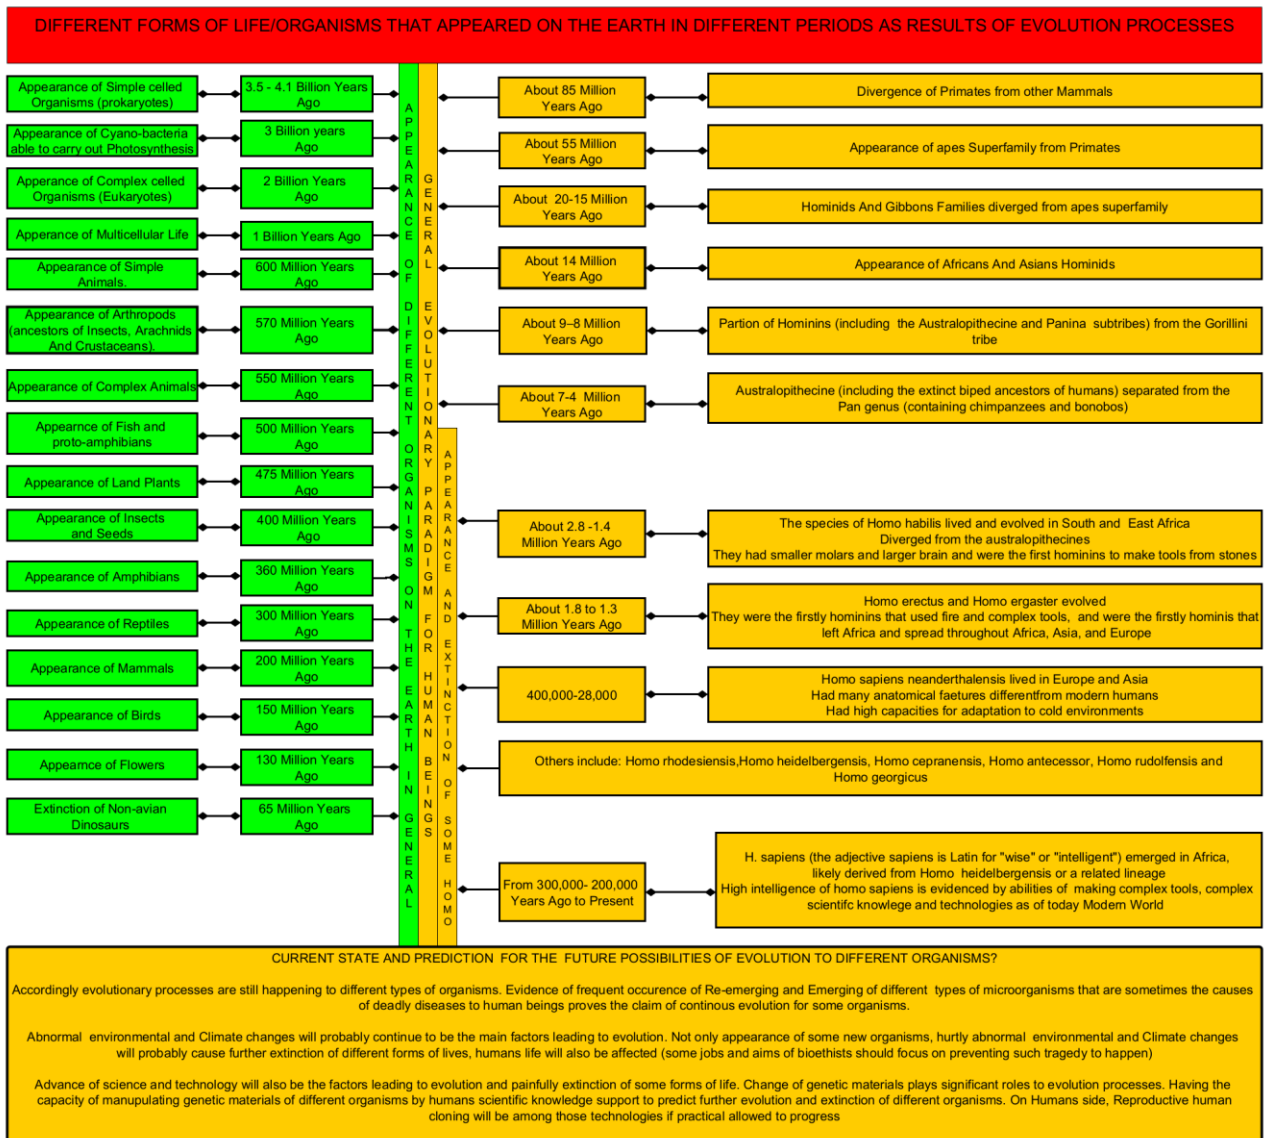 DIFFERENT FORMS OF LIFE/ORGANISMS THAT APPEARED ON THE EARTH IN DIFFERENT PERIODS AS RESULTS OF EVOLUTION PROCESSES
Appearance of Simple celled
Organisms (prokaryotes)
3.5 - 4.1 Billion Years
Ago
Appearance of Cyano-bacteria
able to carry out Photosynthesis
3 Billion years
Ago
Apperance of Complex celled
Organisms (Eukaryotes)
2 Billion Years
Ago
Apperance of Multicellular Life
1 Billion Years Ago
Appearance of Simple
Animals.
600 Million Years
Ago
Appearance of Arthropods
(ancestors of Insects, Arachnids
And Crustaceans).
570 Million Years
Ago
Appearance of Complex Animals
550 Million Years
Ago
Appearnce of Fish and
proto-amphibians
500 Million Years
Ago
Appearance of Land Plants
475 Million Years
Ago
Appearance of Insects
and Seeds
400 Million Years
Ago
Appearance of Amphibians
360 Million Years
Ago
Appearance of Reptiles
300 Million Years
Ago
Appearance of Mammals
200 Million Years
Ago
Appearance of Birds
150 Million Years
Ago
Appearnce of Flowers
130 Million Years
Ago
Extinction of Non-avian
Dinosaurs
65 Million Years
Ago
APPEARANCE OF DIFFERENT ORGANISMS ON THE EARTH IN GENERAL
GENERAL EVOLUTIONARY PARADIGM FOR HUMAN BEINGS
APPEARANCE AND EXTINCTION OF SOME HOMO
About 85 Million
Years Ago
Divergence of Primates from other Mammals
About 55 Million
Years Ago
Appearance of apes Superfamily from Primates
About 20-15 Million
Years Ago
Hominids And Gibbons Families diverged from apes superfamily
About 14 Million
Years Ago
Appearance of Africans And Asians Hominids
About 9–8 Million
Years Ago
Partion of Hominins (including the Australopithecine and Panina subtribes) from the Gorillini
tribe
About 7-4 Million
Years Ago
Australopithecine (including the extinct biped ancestors of humans) separated from the
Pan genus (containing chimpanzees and bonobos)
About 2.8 -1.4
Million Years Ago
The species of Homo habilis lived and evolved in South and East Africa
Diverged from the australopithecines
They had smaller molars and larger brain and were the first hominins to make tools from stones
About 1.8 to 1.3
Million Years Ago
Homo erectus and Homo ergaster evolved
They were the firstly hominins that used fire and complex tools, and were the firstly hominis that
left Africa and spread throughout Africa, Asia, and Europe
400,000-28,000
Homo sapiens neanderthalensis lived in Europe and Asia
Had many anatomical faetures differentfrom modern humans
Had high capacities for adaptation to cold environments
Others include: Homo rhodesiensis,Homo heidelbergensis, Homo cepranensis, Homo antecessor, Homo rudolfensis and
Homo georgicus
From 300,000- 200,000
Years Ago to Present
H. sapiens (the adjective sapiens is Latin for "wise" or "intelligent") emerged in Africa,
likely derived from Homo heidelbergensis or a related lineage
High intelligence of homo sapiens is evidenced by abilities of making complex tools, complex
scientifc knowlege and technologies as of today Modern World
CURRENT STATE AND PREDICTION FOR THE FUTURE POSSIBILITIES OF EVOLUTION TO DIFFERENT ORGANISMS?
Accordingly evolutionary processes are still happening to different types of organisms. Evidence of frequent occurence of Re-emerging and Emerging of different types of microorganisms that are sometimes the causes
of deadly diseases to human beings proves the claim of continous evolution for some organisms.
Abnormal environmental and Climate changes will probably continue to be the main factors leading to evolution. Not only appearance of some new organisms, hurtly abnormal environmental and Climate changes
will probably cause further extinction of different forms of lives, humans life will also be affected (some jobs and aims of bioethists should focus on preventing such tragedy to happen)
Advance of science and technology will also be the factors leading to evolution and painfully extinction of some forms of life. Change of genetic materials plays significant roles to evolution processes. Having the
capacity of manupulating genetic materials of different organisms by humans scientific knowledge support to predict further evolution and extinction of different organisms. On Humans side, Reproductive human
cloning will be among those technologies if practical allowed to progress